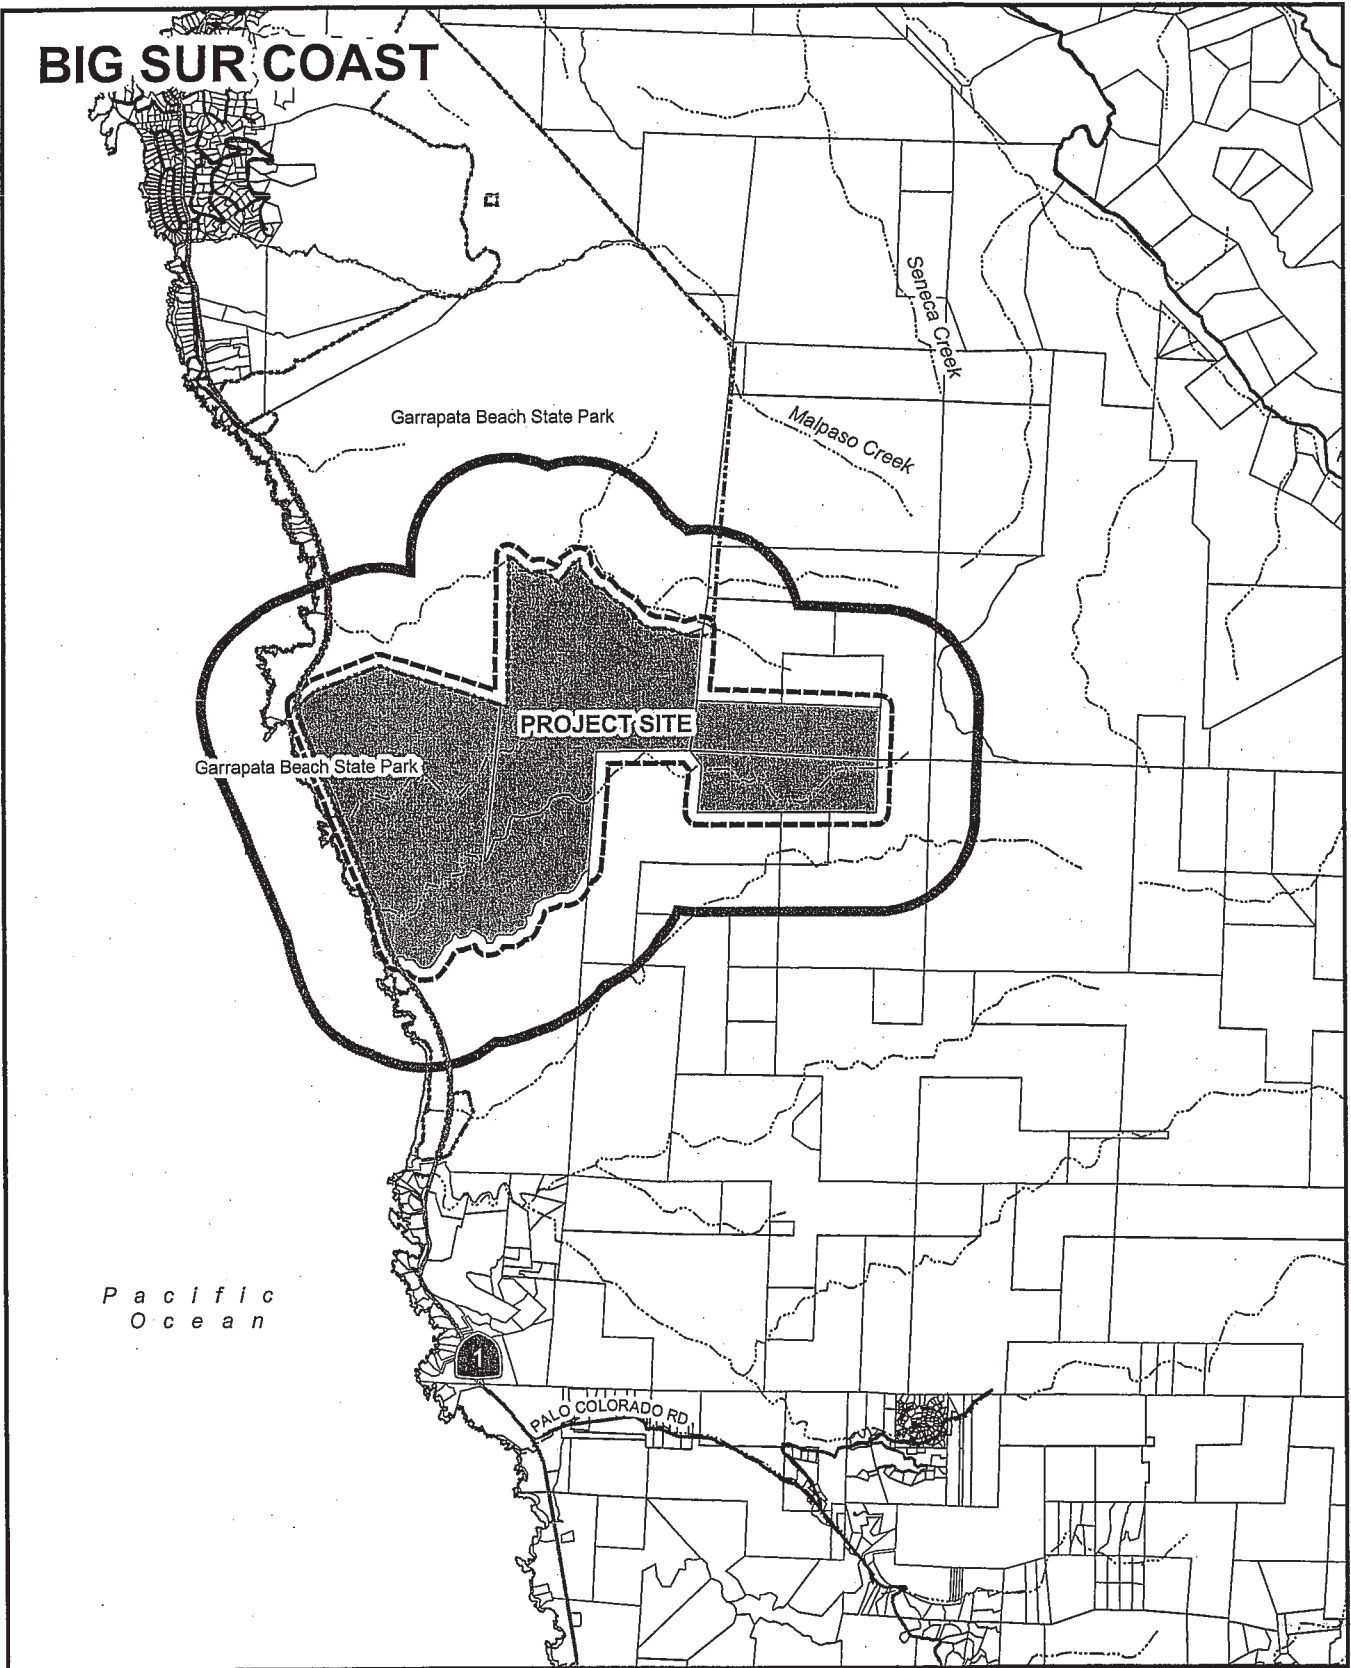 BIG SUR COAST
Seneca Creek
Garrapata Beach State Park
Malpaso Creek
PROJECT SITE
Garrapata Beach State Park
Pacific
Ocean
1
PALO COLORADO RD